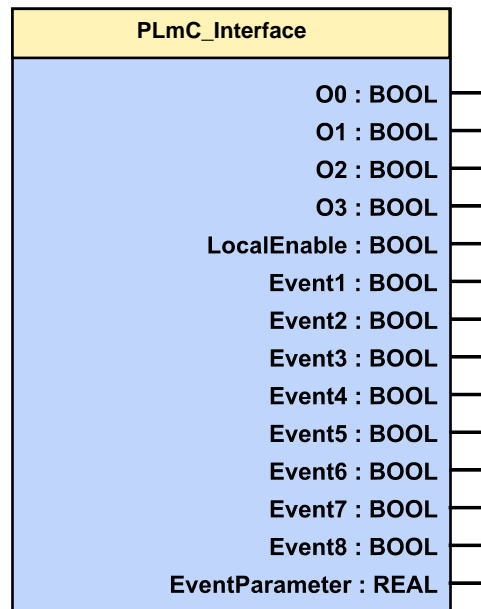 PLmC_Interface
O0 : BOOL
O1 : BOOL
O2 : BOOL
O3 : BOOL
LocalEnable : BOOL
Event1 : BOOL
Event2 : BOOL
Event3 : BOOL
Event4 : BOOL
Event5 : BOOL
Event6 : BOOL
Event7 : BOOL
Event8 : BOOL
EventParameter : REAL